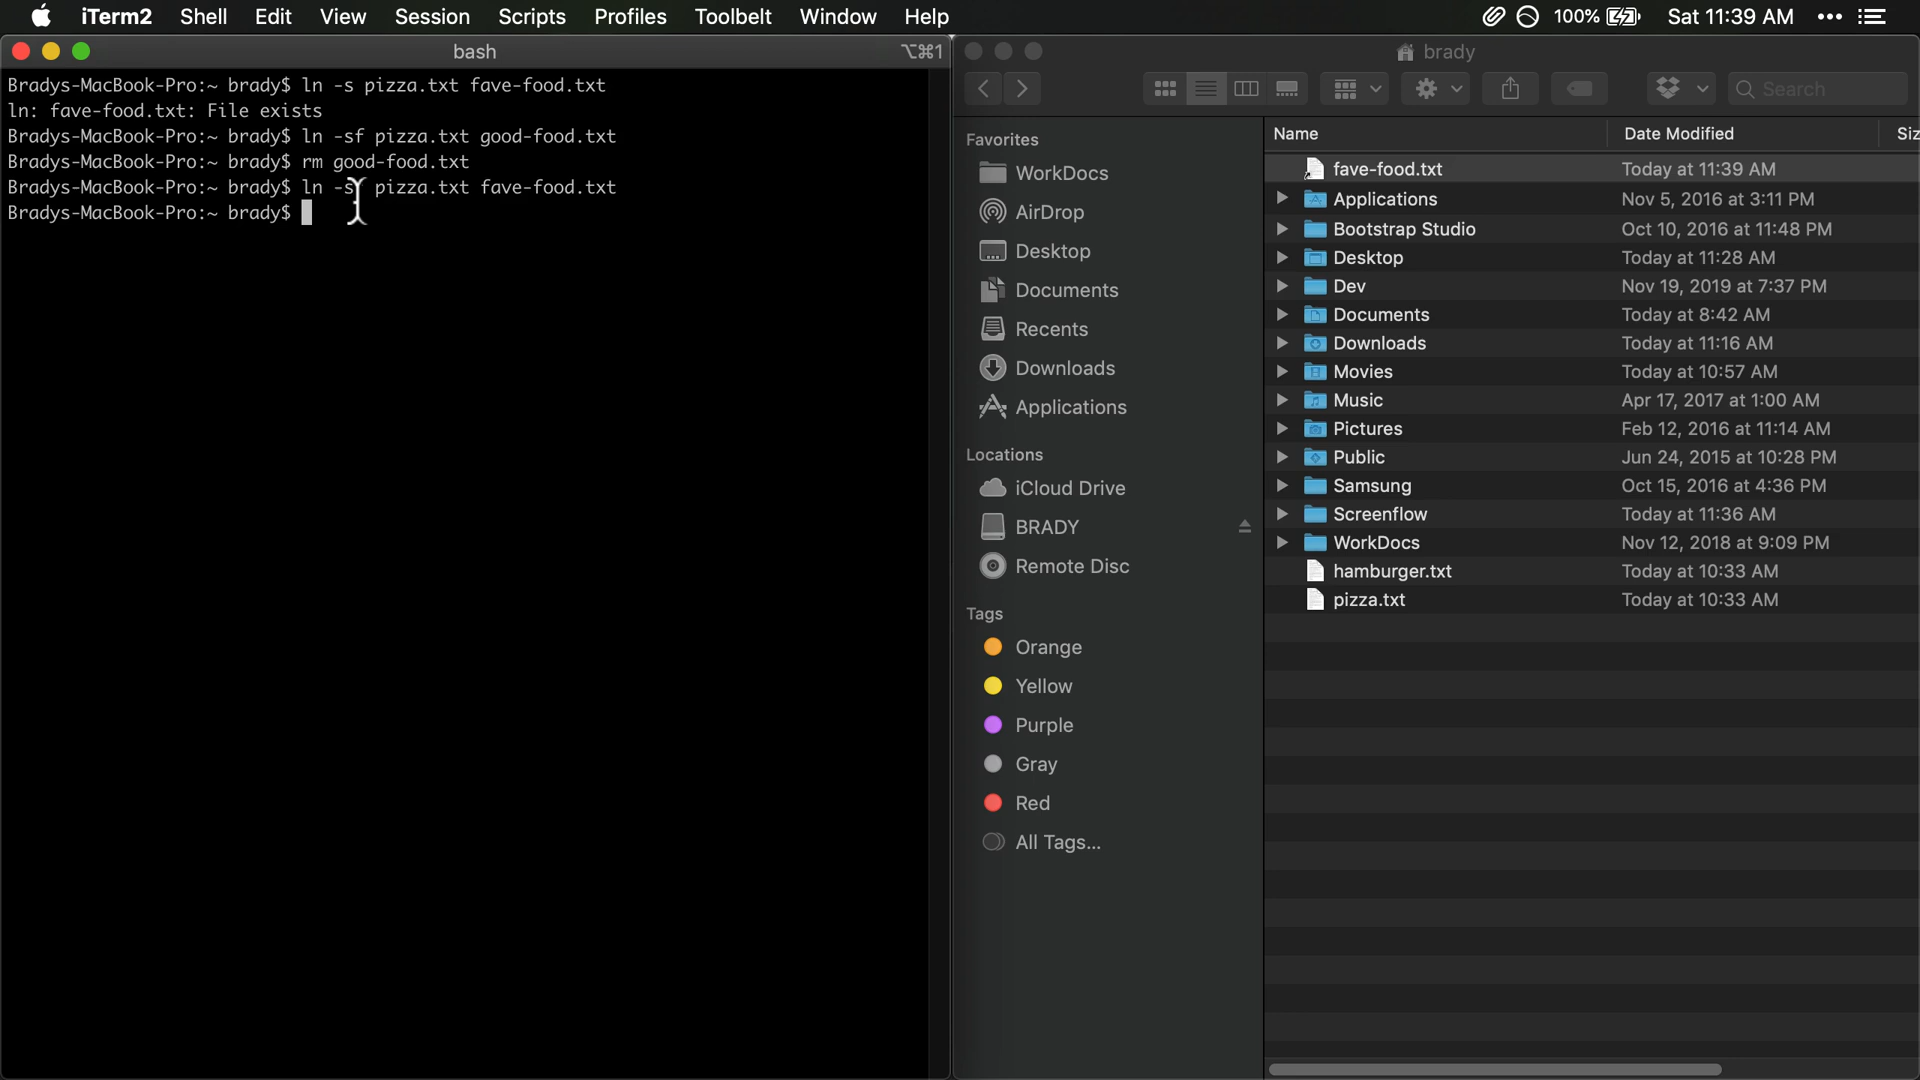 iTerm2 Shell Edit View Session Scripts Profiles Toolbelt Window Help 100% Sat 11:39 AM
bash ⌥⌘1
Bradys-MacBook-Pro:~ brady$ ln -s pizza.txt fave-food.txt
ln: fave-food.txt: File exists
Bradys-MacBook-Pro:~ brady$ ln -sf pizza.txt good-food.txt
Bradys-MacBook-Pro:~ brady$ rm good-food.txt
Bradys-MacBook-Pro:~ brady$ ln pizza.txt fave-food.txt
Bradys-MacBook-Pro:~ brady$
brady
Search
Favorites
WorkDocs
AirDrop
Desktop
Documents
Recents
Downloads
Applications
Locations
iCloud Drive
BRADY
Remote Disc
Tags
Orange
Yellow
Purple
Gray
Red
All Tags...
Name Date Modified Siz
fave-food.txt Today at 11:39 AM
Applications Nov 5, 2016 at 3:11 PM
Bootstrap Studio Oct 10, 2016 at 11:48 PM
Desktop Today at 11:28 AM
Dev Nov 19, 2019 at 7:37 PM
Documents Today at 8:42 AM
Downloads Today at 11:16 AM
Movies Today at 10:57 AM
Music Apr 17, 2017 at 1:00 AM
Pictures Feb 12, 2016 at 11:14 AM
Public Jun 24, 2015 at 10:28 PM
Samsung Oct 15, 2016 at 4:36 PM
Screenflow Today at 11:36 AM
WorkDocs Nov 12, 2018 at 9:09 PM
hamburger.txt Today at 10:33 AM
pizza.txt Today at 10:33 AM